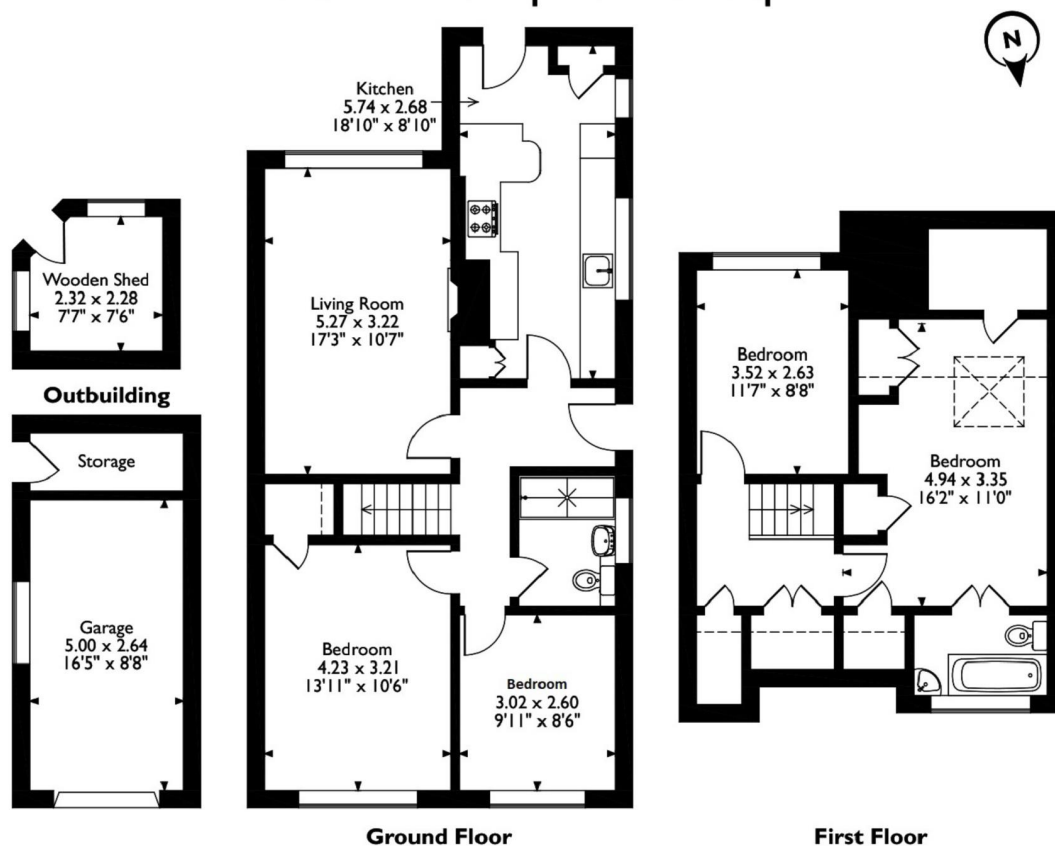 N
Kitchen
5.74 x 2.68
18'10" x 8'10"
Wooden Shed
2.32 x 2.28
7'7" x 7'6"
Outbuilding
Living Room
5.27 x 3.22
17'3" x 10'7"
Bedroom
3.52 x 2.63
11'7" x 8'8"
Bedroom
4.94 x 3.35
16'2" x 11'0"
Storage
Garage
5.00 x 2.64
16'5" x 8'8"
Bedroom
4.23 x 3.21
13'11" x 10'6"
Bedroom
3.02 x 2.60
9'11" x 8'6"
Ground Floor
First Floor